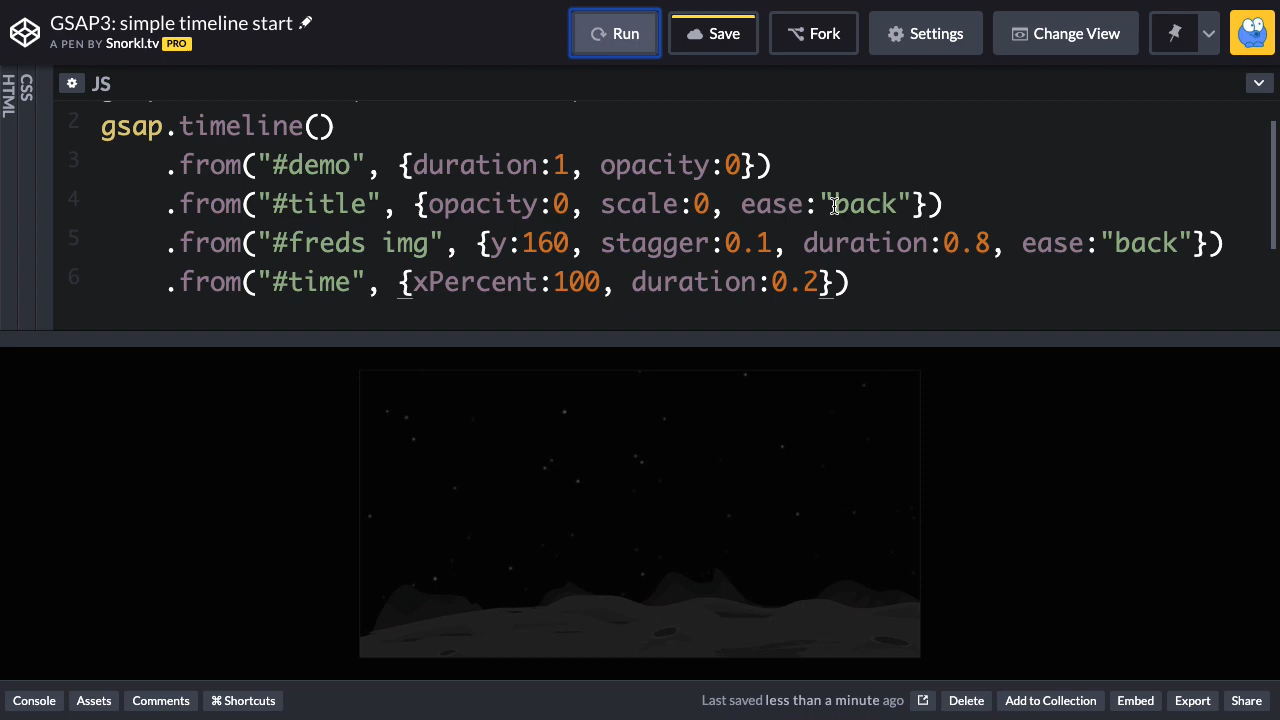 GSAP3: simple timeline start
A PEN BY Snorkl.tv PRO
Run
Save
Fork
Settings
Change View
HTML
CSS
JS
2 gsap.timeline()
3 .from("#demo", {duration:1, opacity:0})
4 .from("#title", {opacity:0, scale:0, ease:"back"})
5 .from("#freds img", {y:160, stagger:0.1, duration:0.8, ease:"back"})
6 .from("#time", {xPercent:100, duration:0.2})
Console
Assets
Comments
⌘ Shortcuts
Last saved less than a minute ago
Delete
Add to Collection
Embed
Export
Share